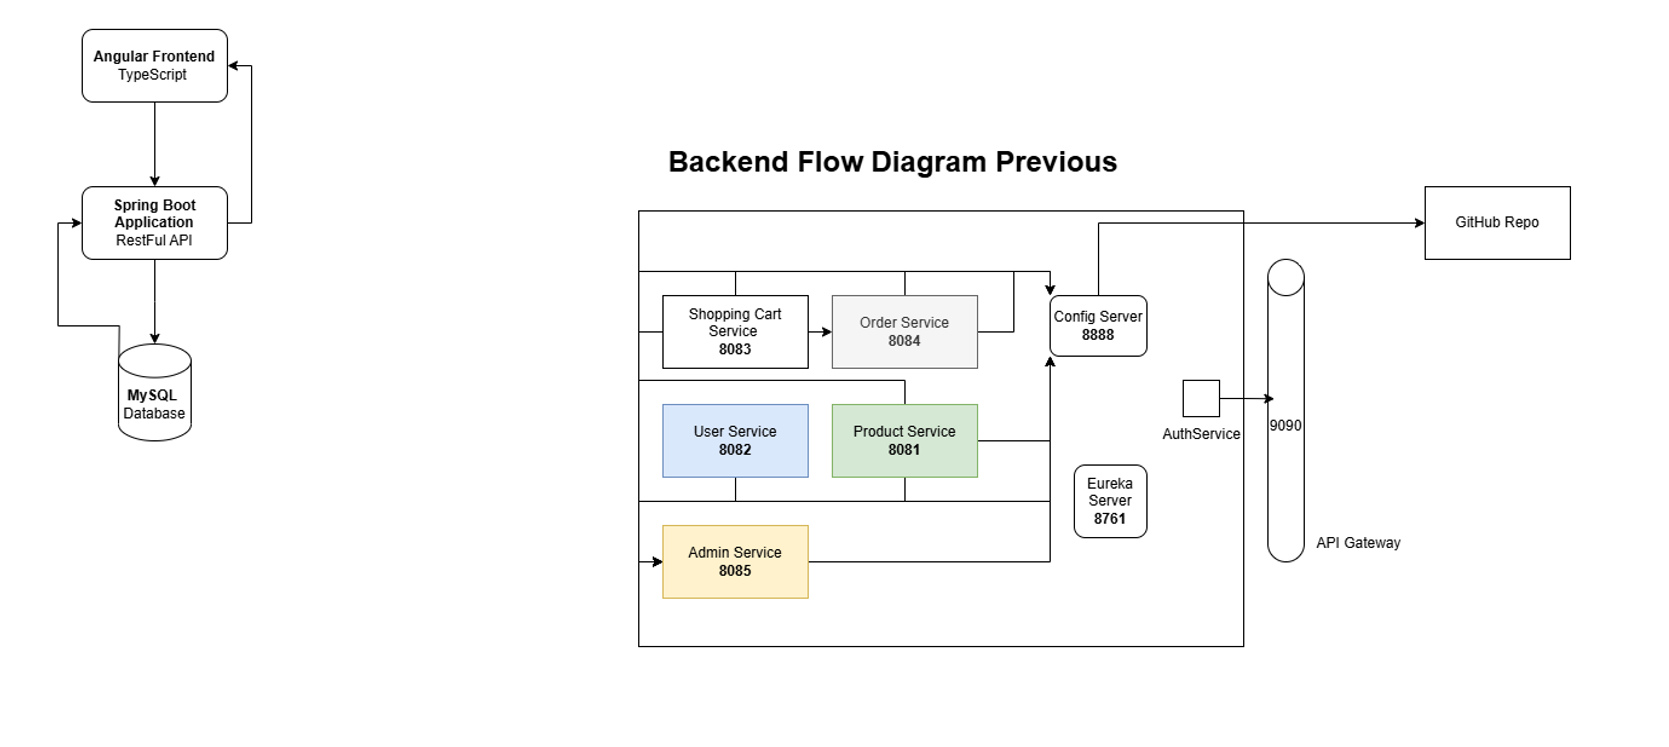 Angular Frontend
TypeScript
Spring Boot
Application
RestFul API
MySQL
Database
Backend Flow Diagram Previous
GitHub Repo
Shopping Cart
Service
8083
Order Service
8084
Config Server
8888
User Service
8082
Product Service
8081
AuthService
9090
Eureka
Server
8761
Admin Service
8085
API Gateway